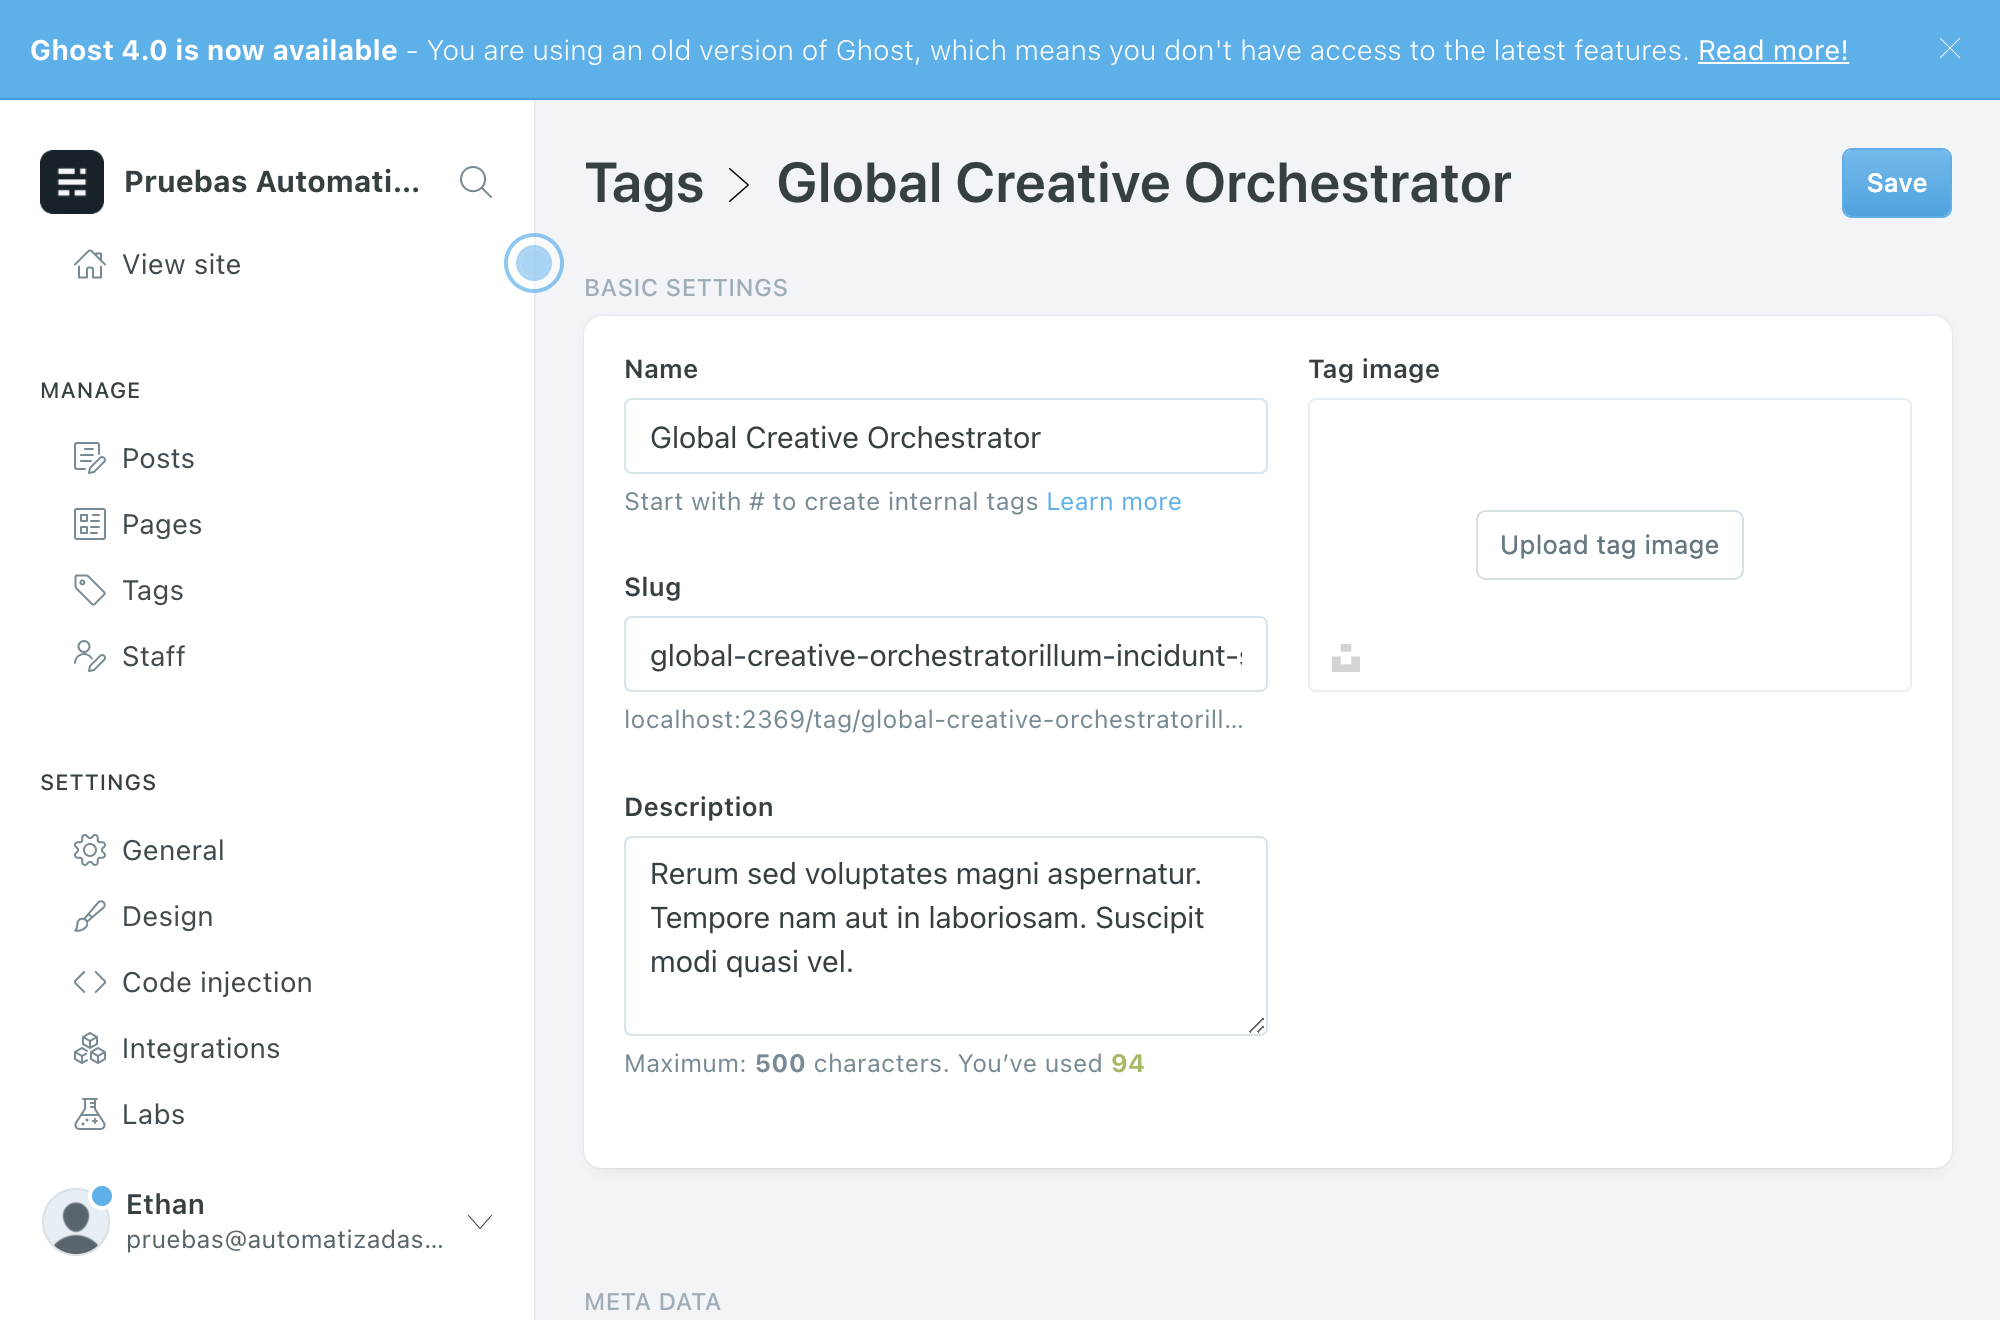 Ghost 4.0 is now available - You are using an old version of Ghost, which means you don't have access to the latest features. Read more!
Pruebas Automati...
View site
MANAGE
Posts
Pages
Tags
Staff
SETTINGS
General
Design
Code injection
Integrations
Labs
Ethan
pruebas@automatizadas...
Tags > Global Creative Orchestrator
Save
BASIC SETTINGS
Name
Global Creative Orchestrator
Start with # to create internal tags Learn more
Slug
global-creative-orchestratorillum-incidunt-
localhost:2369/tag/global-creative-orchestratorill...
Description
Rerum sed voluptates magni aspernatur.
Tempore nam aut in laboriosam. Suscipit
modi quasi vel.
Maximum: 500 characters. You’ve used 94
Tag image
Upload tag image
META DATA